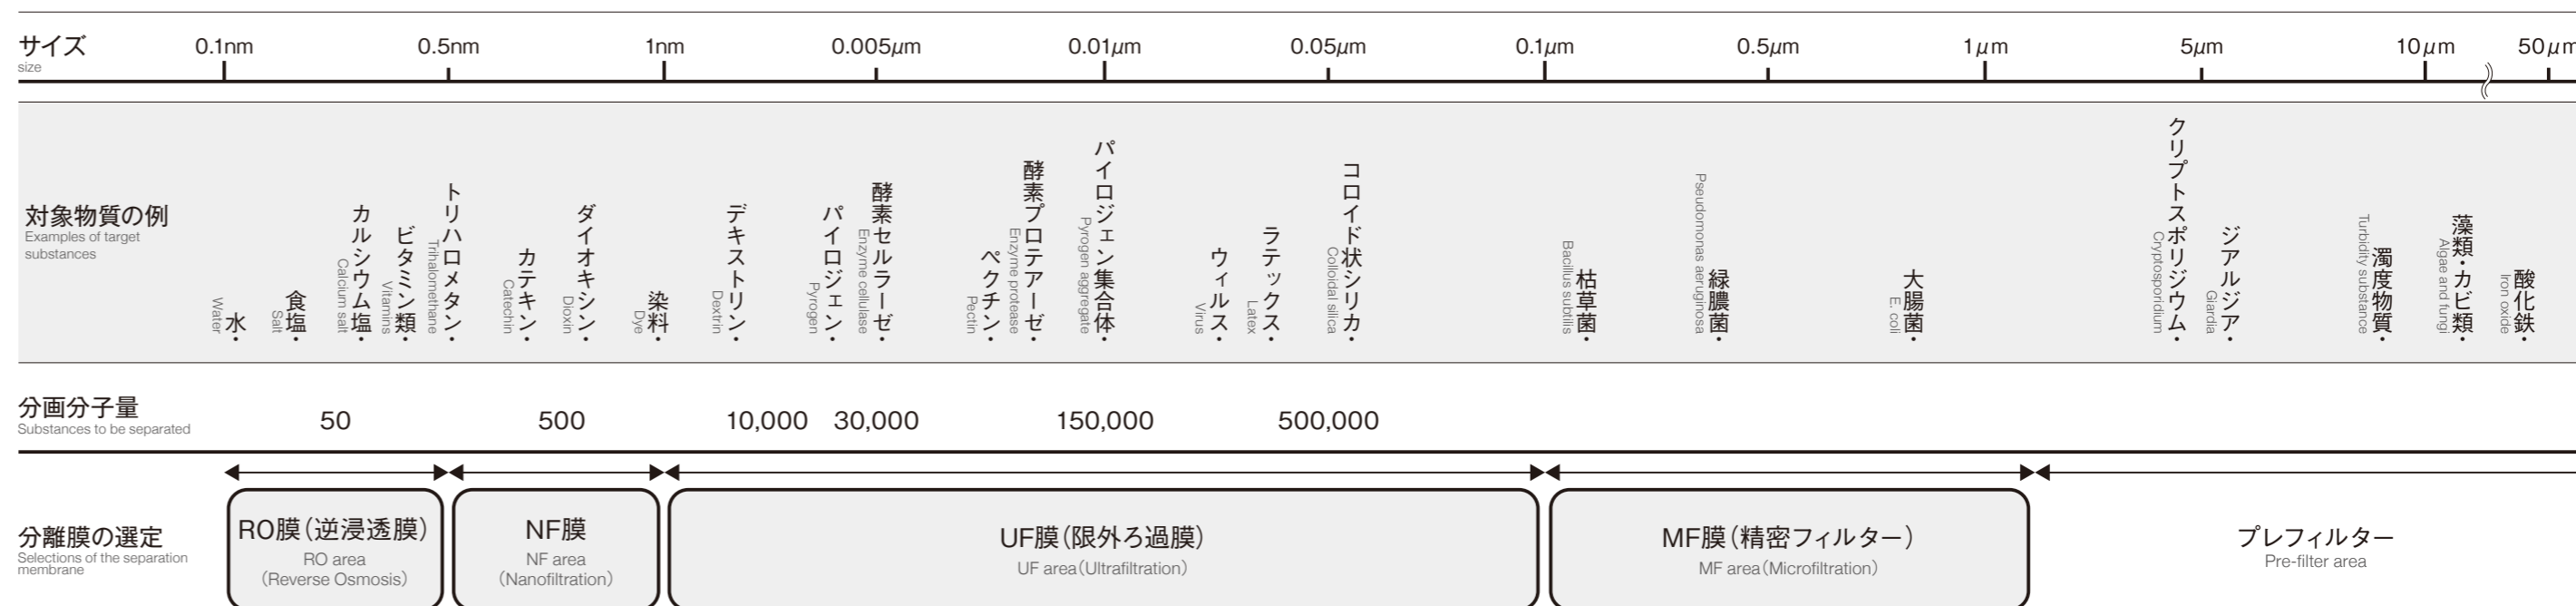 サイズ
size
0.1nm
0.5nm
1nm
0.005μm
0.01μm
0.05μm
0.1μm
0.5μm
1μm
5μm
10μm
50μm
対象物質の例
Examples of target
substances
水
Water
食塩
Salt
カルシウム塩
Calcium salt
ビタミン類
Vitamins
トリハロメタン
Trihalomethane
カテキン
Catechin
ダイオキシン
Dioxin
染料
Dye
デキストリン
Dextrin
パイロジェン
Pyrogen
酵素セルラーゼ
Enzyme cellulase
ペクチン
Pectin
酵素プロテアーゼ
Enzyme protease
パイロジェン集合体
Pyrogen aggregate
ウィルス
Virus
ラテックス
Latex
コロイド状シリカ
Colloidal silica
枯草菌
Bacillus subtilis
緑膿菌
Pseudomonas aeruginosa
大腸菌
E. coli
クリプトスポリジウム
Cryptosporidium
ジアルジア
Giardia
濁度物質
Turbidity substance
藻類・カビ類
Algae and fungi
酸化鉄
Iron oxide
分画分子量
Substances to be separated
50
500
10,000
30,000
150,000
500,000
分離膜の選定
Selections of the separation
membrane
RO膜（逆浸透膜）
RO area
（Reverse Osmosis）
NF膜
NF area
（Nanofiltration）
UF膜（限外ろ過膜）
UF area（Ultrafiltration）
MF膜（精密フィルター）
MF area（Microfiltration）
プレフィルター
Pre-filter area